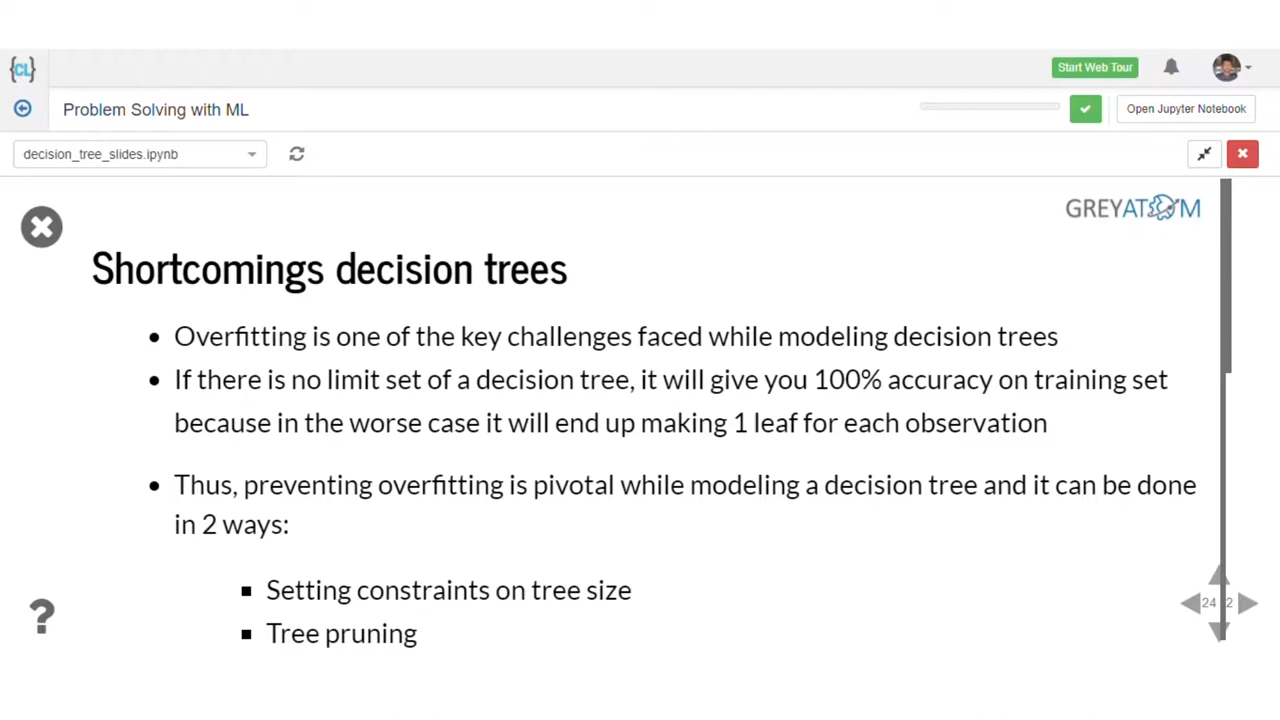 {CL}
Start Web Tour
Problem Solving with ML
Open Jupyter Notebook
decision_tree_slides.ipynb
GREYATOM
Shortcomings decision trees
• Overfitting is one of the key challenges faced while modeling decision trees
• If there is no limit set of a decision tree, it will give you 100% accuracy on training set
because in the worse case it will end up making 1 leaf for each observation
• Thus, preventing overfitting is pivotal while modeling a decision tree and it can be done
in 2 ways:
▪ Setting constraints on tree size
▪ Tree pruning
?
24 2